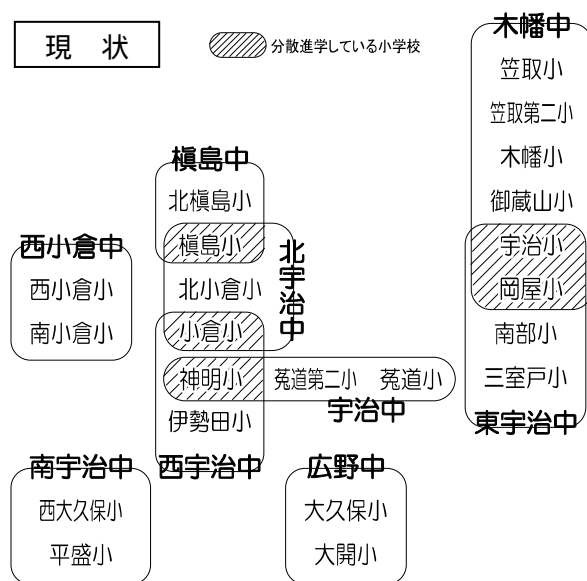 現 状
分散進学している小学校
木幡中
笠取小
笠取第二小
木幡小
御蔵山小
宇治小
岡屋小
南部小
三室戸小
東宇治中
槇島中
北槇島小
槇島小
北小倉小
小倉小
北宇治中
神明小
菟道第二小 菟道小
宇治中
伊勢田小
西宇治中
西小倉中
西小倉小
南小倉小
南宇治中
西大久保小
平盛小
広野中
大久保小
大開小